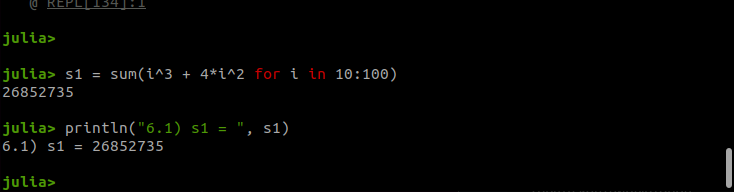 @ REPL[134]:1
julia>
julia> s1 = sum(i^3 + 4*i^2 for i in 10:100)
26852735
julia> println("6.1) s1 = ", s1)
6.1) s1 = 26852735
julia>